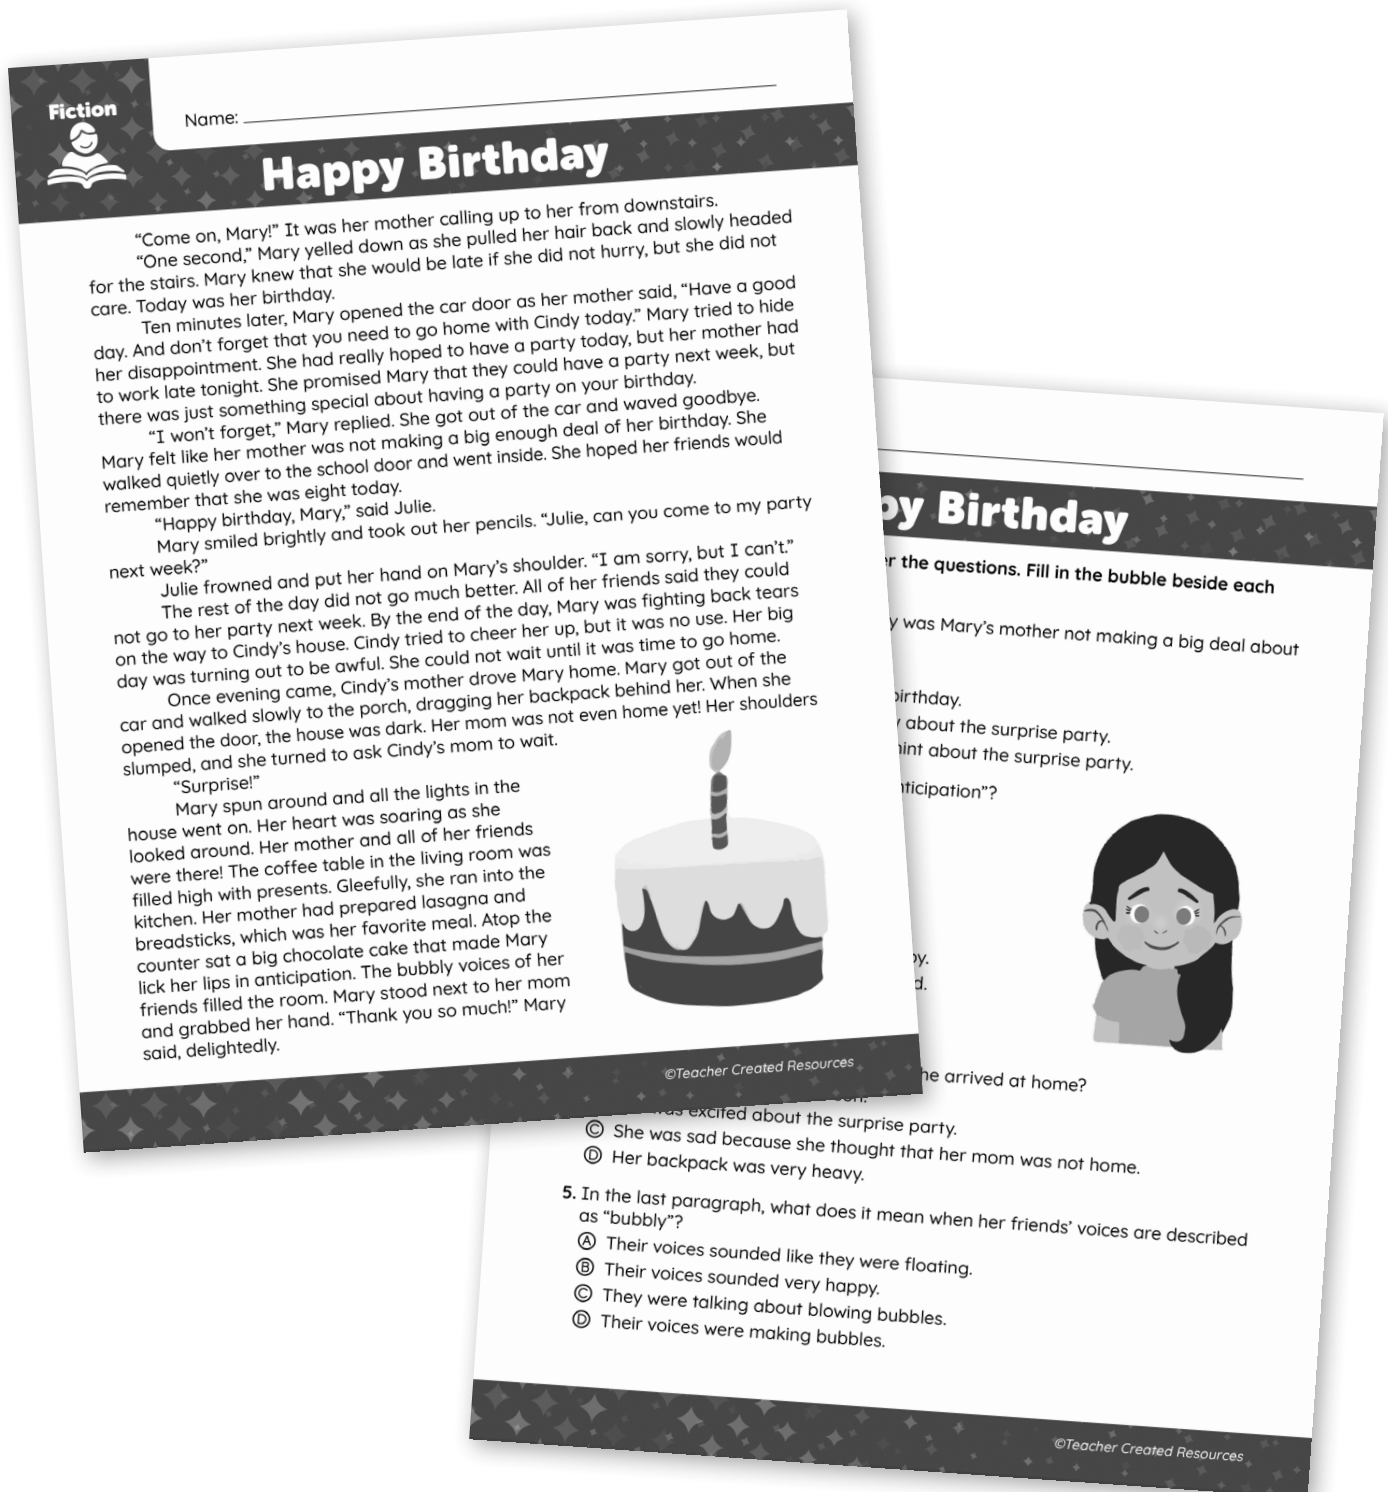 Fiction
Name:
Happy Birthday
“Come on, Mary!” It was her mother calling up to her from downstairs.
“One second,” Mary yelled down as she pulled her hair back and slowly headed
for the stairs. Mary knew that she would be late if she did not hurry, but she did not
care. Today was her birthday.
Ten minutes later, Mary opened the car door as her mother said, “Have a good
day. And don’t forget that you need to go home with Cindy today.” Mary tried to hide
her disappointment. She had really hoped to have a party today, but her mother had
to work late tonight. She promised Mary that they could have a party next week, but
there was just something special about having a party on your birthday.
“I won’t forget,” Mary replied. She got out of the car and waved goodbye.
Mary felt like her mother was not making a big enough deal of her birthday. She
walked quietly over to the school door and went inside. She hoped her friends would
remember that she was eight today.
“Happy birthday, Mary,” said Julie.
Mary smiled brightly and took out her pencils. “Julie, can you come to my party
next week?”
Julie frowned and put her hand on Mary’s shoulder. “I am sorry, but I can’t.”
The rest of the day did not go much better. All of her friends said they could
not go to her party next week. By the end of the day, Mary was fighting back tears
on the way to Cindy’s house. Cindy tried to cheer her up, but it was no use. Her big
day was turning out to be awful. She could not wait until it was time to go home.
Once evening came, Cindy’s mother drove Mary home. Mary got out of the
car and walked slowly to the porch, dragging her backpack behind her. When she
opened the door, the house was dark. Her mom was not even home yet! Her shoulders
slumped, and she turned to ask Cindy’s mom to wait.
“Surprise!”
Mary spun around and all the lights in the
house went on. Her heart was soaring as she
looked around. Her mother and all of her friends
were there! The coffee table in the living room was
filled high with presents. Gleefully, she ran into the
kitchen. Her mother had prepared lasagna and
breadsticks, which was her favorite meal. Atop the
counter sat a big chocolate cake that made Mary
lick her lips in anticipation. The bubbly voices of her
friends filled the room. Mary stood next to her mom
and grabbed her hand. “Thank you so much!” Mary
said, delightedly.
©Teacher Created Resources
Birthday
the questions. Fill in the bubble beside each
was Mary’s mother not making a big deal about
birthday.
about the surprise party.
about the surprise party.
arrived at home?
excited about the surprise party.
Ⓒ She was sad because she thought that her mom was not home.
Ⓓ Her backpack was very heavy.
5. In the last paragraph, what does it mean when her friends’ voices are described
as “bubbly”?
Ⓐ Their voices sounded like they were floating.
Ⓑ Their voices sounded very happy.
Ⓒ They were talking about blowing bubbles.
Ⓓ Their voices were making bubbles.
©Teacher Created Resources